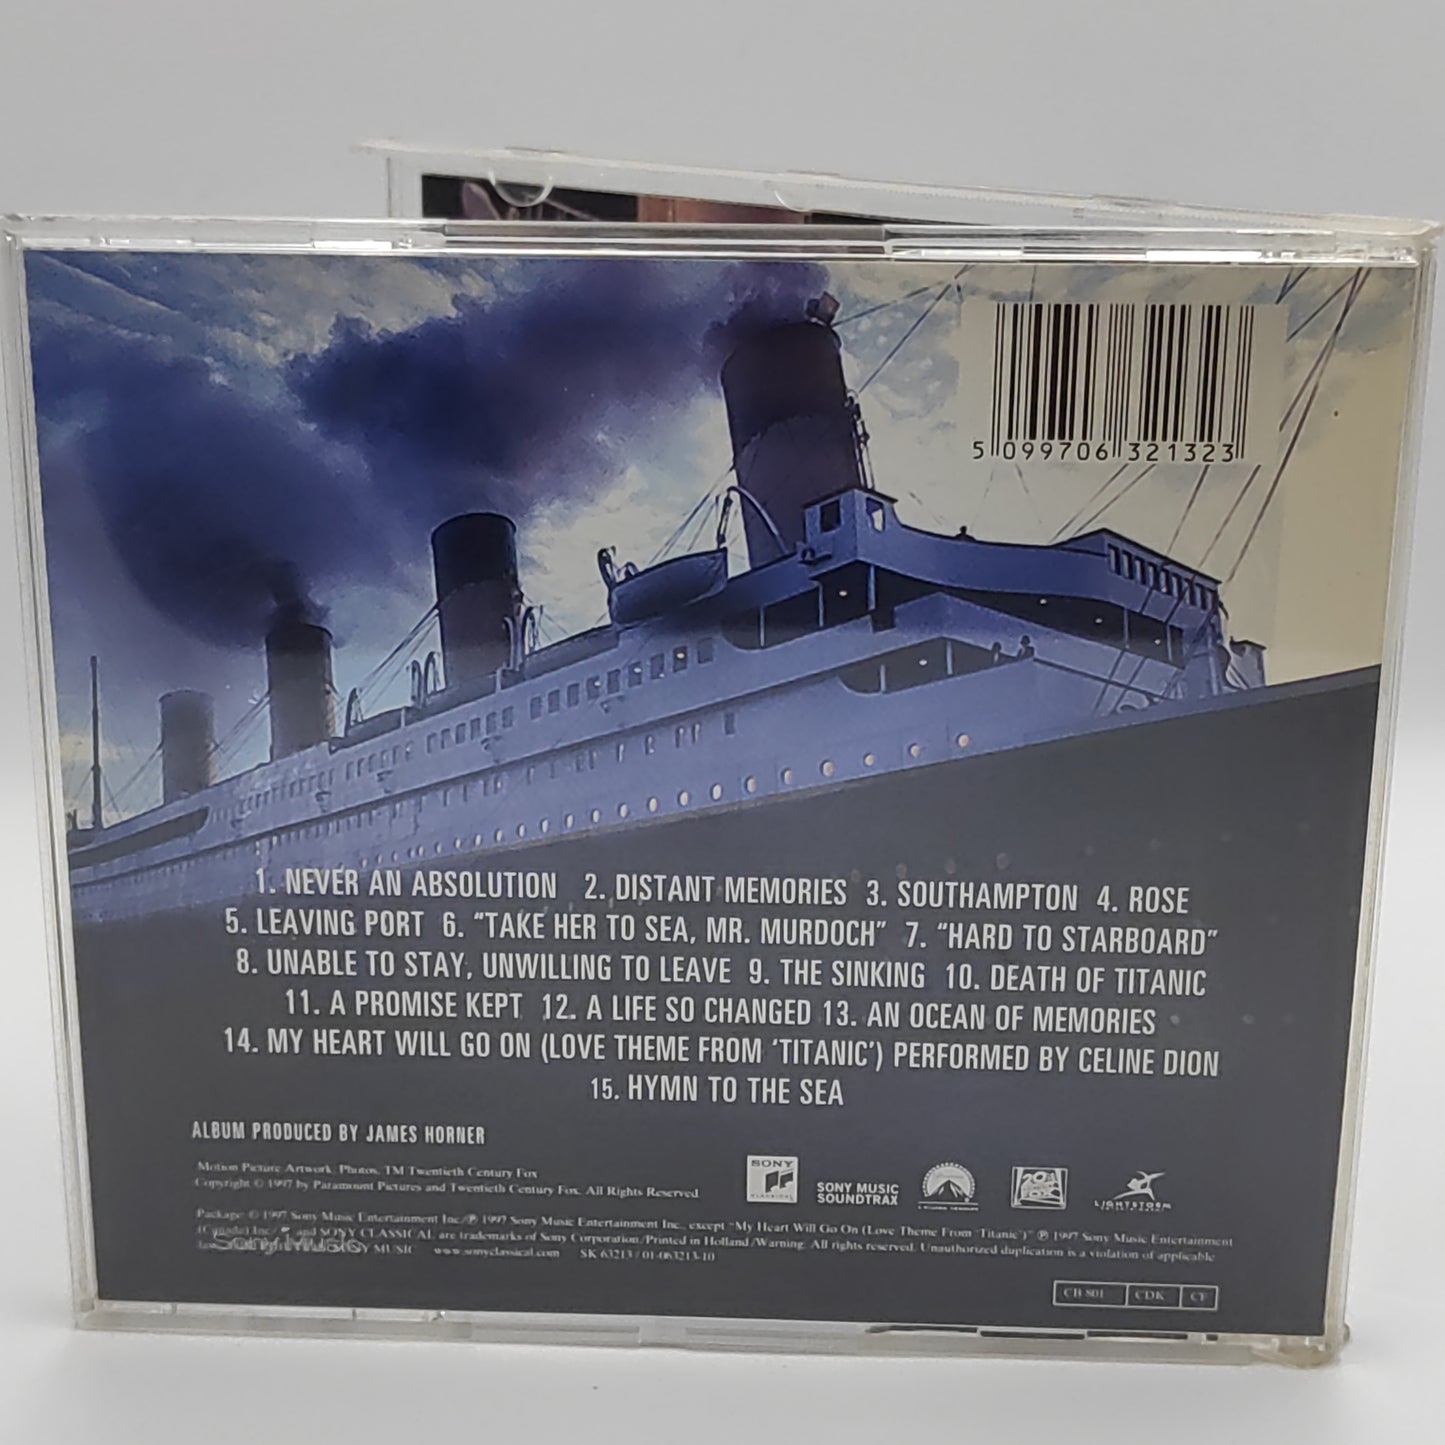 5 099706 321323
1. NEVER AN ABSOLUTION 2. DISTANT MEMORIES 3. SOUTHAMPTON 4. ROSE
5. LEAVING PORT 6. “TAKE HER TO SEA, MR. MURDOCH” 7. “HARD TO STARBOARD”
8. UNABLE TO STAY, UNWILLING TO LEAVE 9. THE SINKING 10. DEATH OF TITANIC
11. A PROMISE KEPT 12. A LIFE SO CHANGED 13. AN OCEAN OF MEMORIES
14. MY HEART WILL GO ON (LOVE THEME FROM ‘TITANIC’) PERFORMED BY CELINE DION
15. HYMN TO THE SEA
ALBUM PRODUCED BY JAMES HORNER
Motion Picture Artwork, Photos, TM Twentieth Century Fox
Copyright © 1997 by Paramount Pictures and Twentieth Century Fox. All Rights Reserved
SONY
CLASSICAL
SONY MUSIC
SOUNDTRAX
20th
FOX
LIGHTSTORM
Package © 1997 Sony Music Entertainment Inc./℗ 1997 Sony Music Entertainment Inc., except "My Heart Will Go On (Love Theme From 'Titanic')" ℗ 1997 Sony Music Entertainment
(Canada) Inc./ and SONY CLASSICAL are trademarks of Sony Corporation/Printed in Holland/Warning: All rights reserved. Unauthorized duplication is a violation of applicable
MUSIC www.sonyclassical.com SK 63213 / 01-063213-10
Sony Music
CB 801 CDK CF